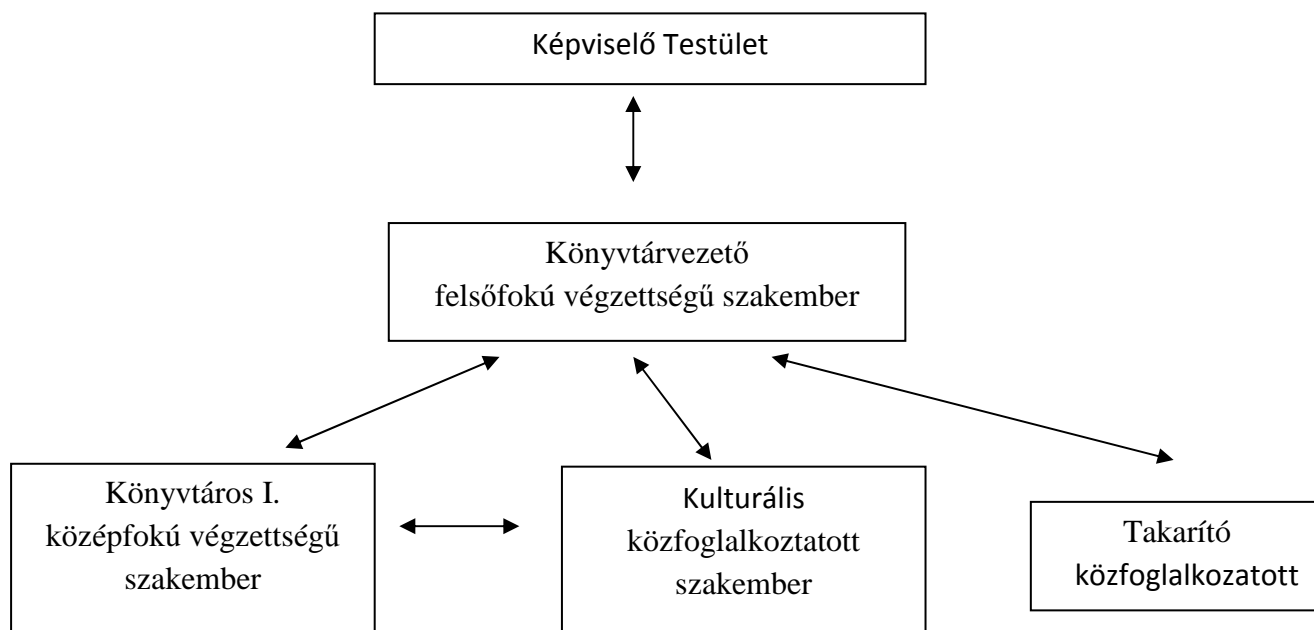 Képviselő Testület
Könyvtárvezető
felsőfokú végzettségű szakember
Könyvtáros I.
középfokú végzettségű
szakember
Kulturális
közfoglalkoztatott
szakember
Takarító
közfoglalkozatott